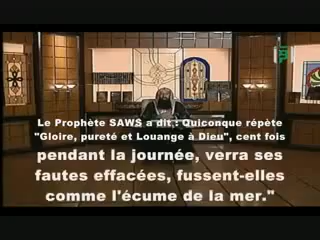 Le Prophète SAWS a dit : Quiconque répète
"Gloire, pureté et Louange à Dieu", cent fois
pendant la journée, verra ses
fautes effacées, fussent-elles
comme l'écume de la mer."